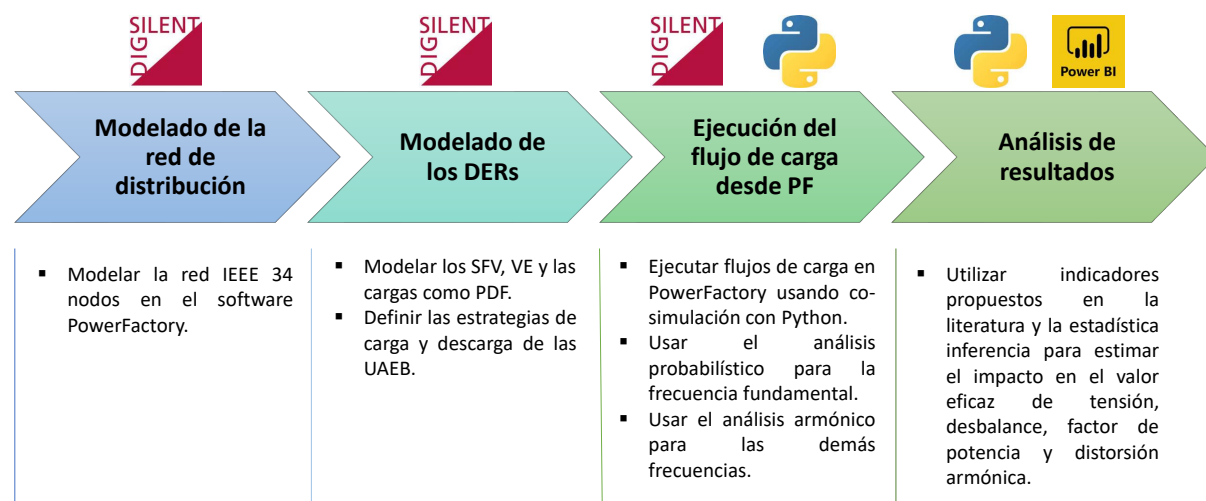 DIG SILENT
DIG SILENT
DIG SILENT
Power BI
Modelado de la
red de
distribución
Modelado de
los DERs
Ejecución del
flujo de carga
desde PF
Análisis de
resultados
▪ Modelar la red IEEE 34
nodos en el software
PowerFactory.
▪ Modelar los SFV, VE y las
cargas como PDF.
▪ Definir las estrategias de
carga y descarga de las
UAEB.
▪ Ejecutar flujos de carga en
PowerFactory usando co-
simulación con Python.
▪ Usar el análisis
probabilístico para la
frecuencia fundamental.
▪ Usar el análisis armónico
para las demás
frecuencias.
▪ Utilizar indicadores
propuestos en la
literatura y la estadística
inferencia para estimar
el impacto en el valor
eficaz de tensión,
desbalance, factor de
potencia y distorsión
armónica.